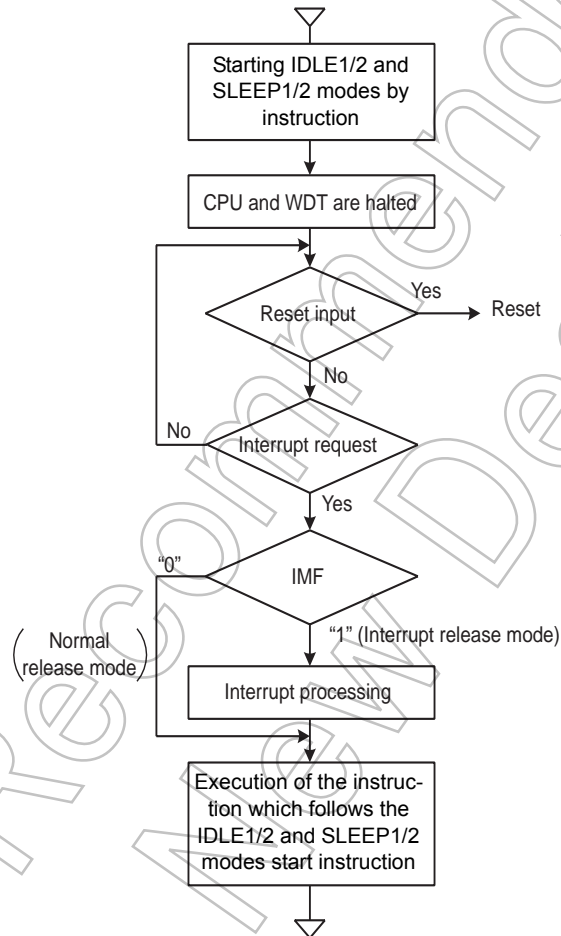 Starting IDLE1/2 and
SLEEP1/2 modes by
instruction
CPU and WDT are halted
Reset input
Yes
Reset
No
Interrupt request
No
Yes
IMF
“0”
“1” (Interrupt release mode)
Normal
release mode
Interrupt processing
Execution of the instruc-
tion which follows the
IDLE1/2 and SLEEP1/2
modes start instruction